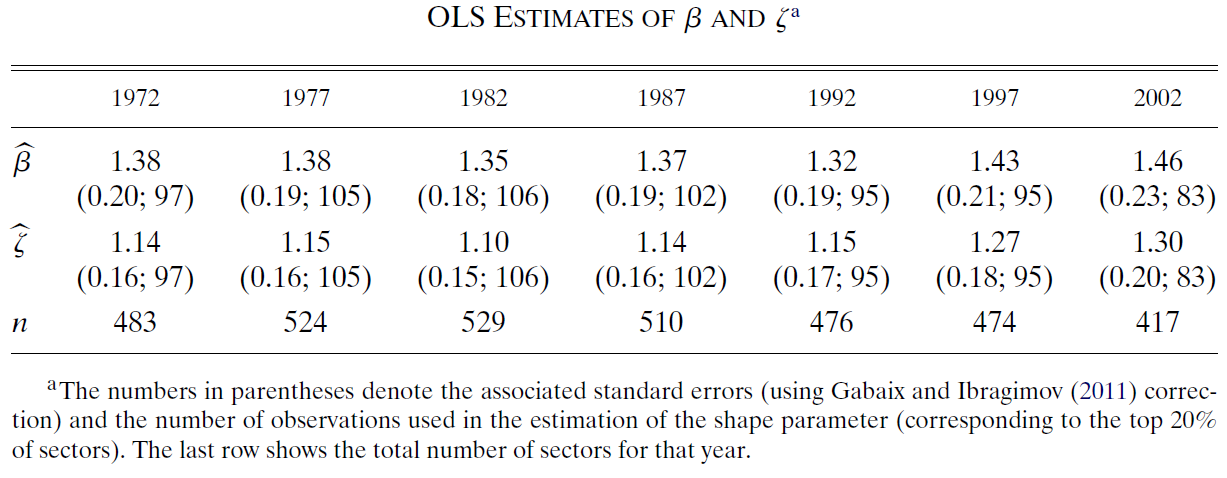 OLS ESTIMATES OF β AND ζᵃ
1972 1977 1982 1987 1992 1997 2002
β̂ 1.38 1.38 1.35 1.37 1.32 1.43 1.46
(0.20; 97) (0.19; 105) (0.18; 106) (0.19; 102) (0.19; 95) (0.21; 95) (0.23; 83)
ζ̂ 1.14 1.15 1.10 1.14 1.15 1.27 1.30
(0.16; 97) (0.16; 105) (0.15; 106) (0.16; 102) (0.17; 95) (0.18; 95) (0.20; 83)
n 483 524 529 510 476 474 417
ᵃThe numbers in parentheses denote the associated standard errors (using Gabaix and Ibragimov (2011) correc-
tion) and the number of observations used in the estimation of the shape parameter (corresponding to the top 20%
of sectors). The last row shows the total number of sectors for that year.